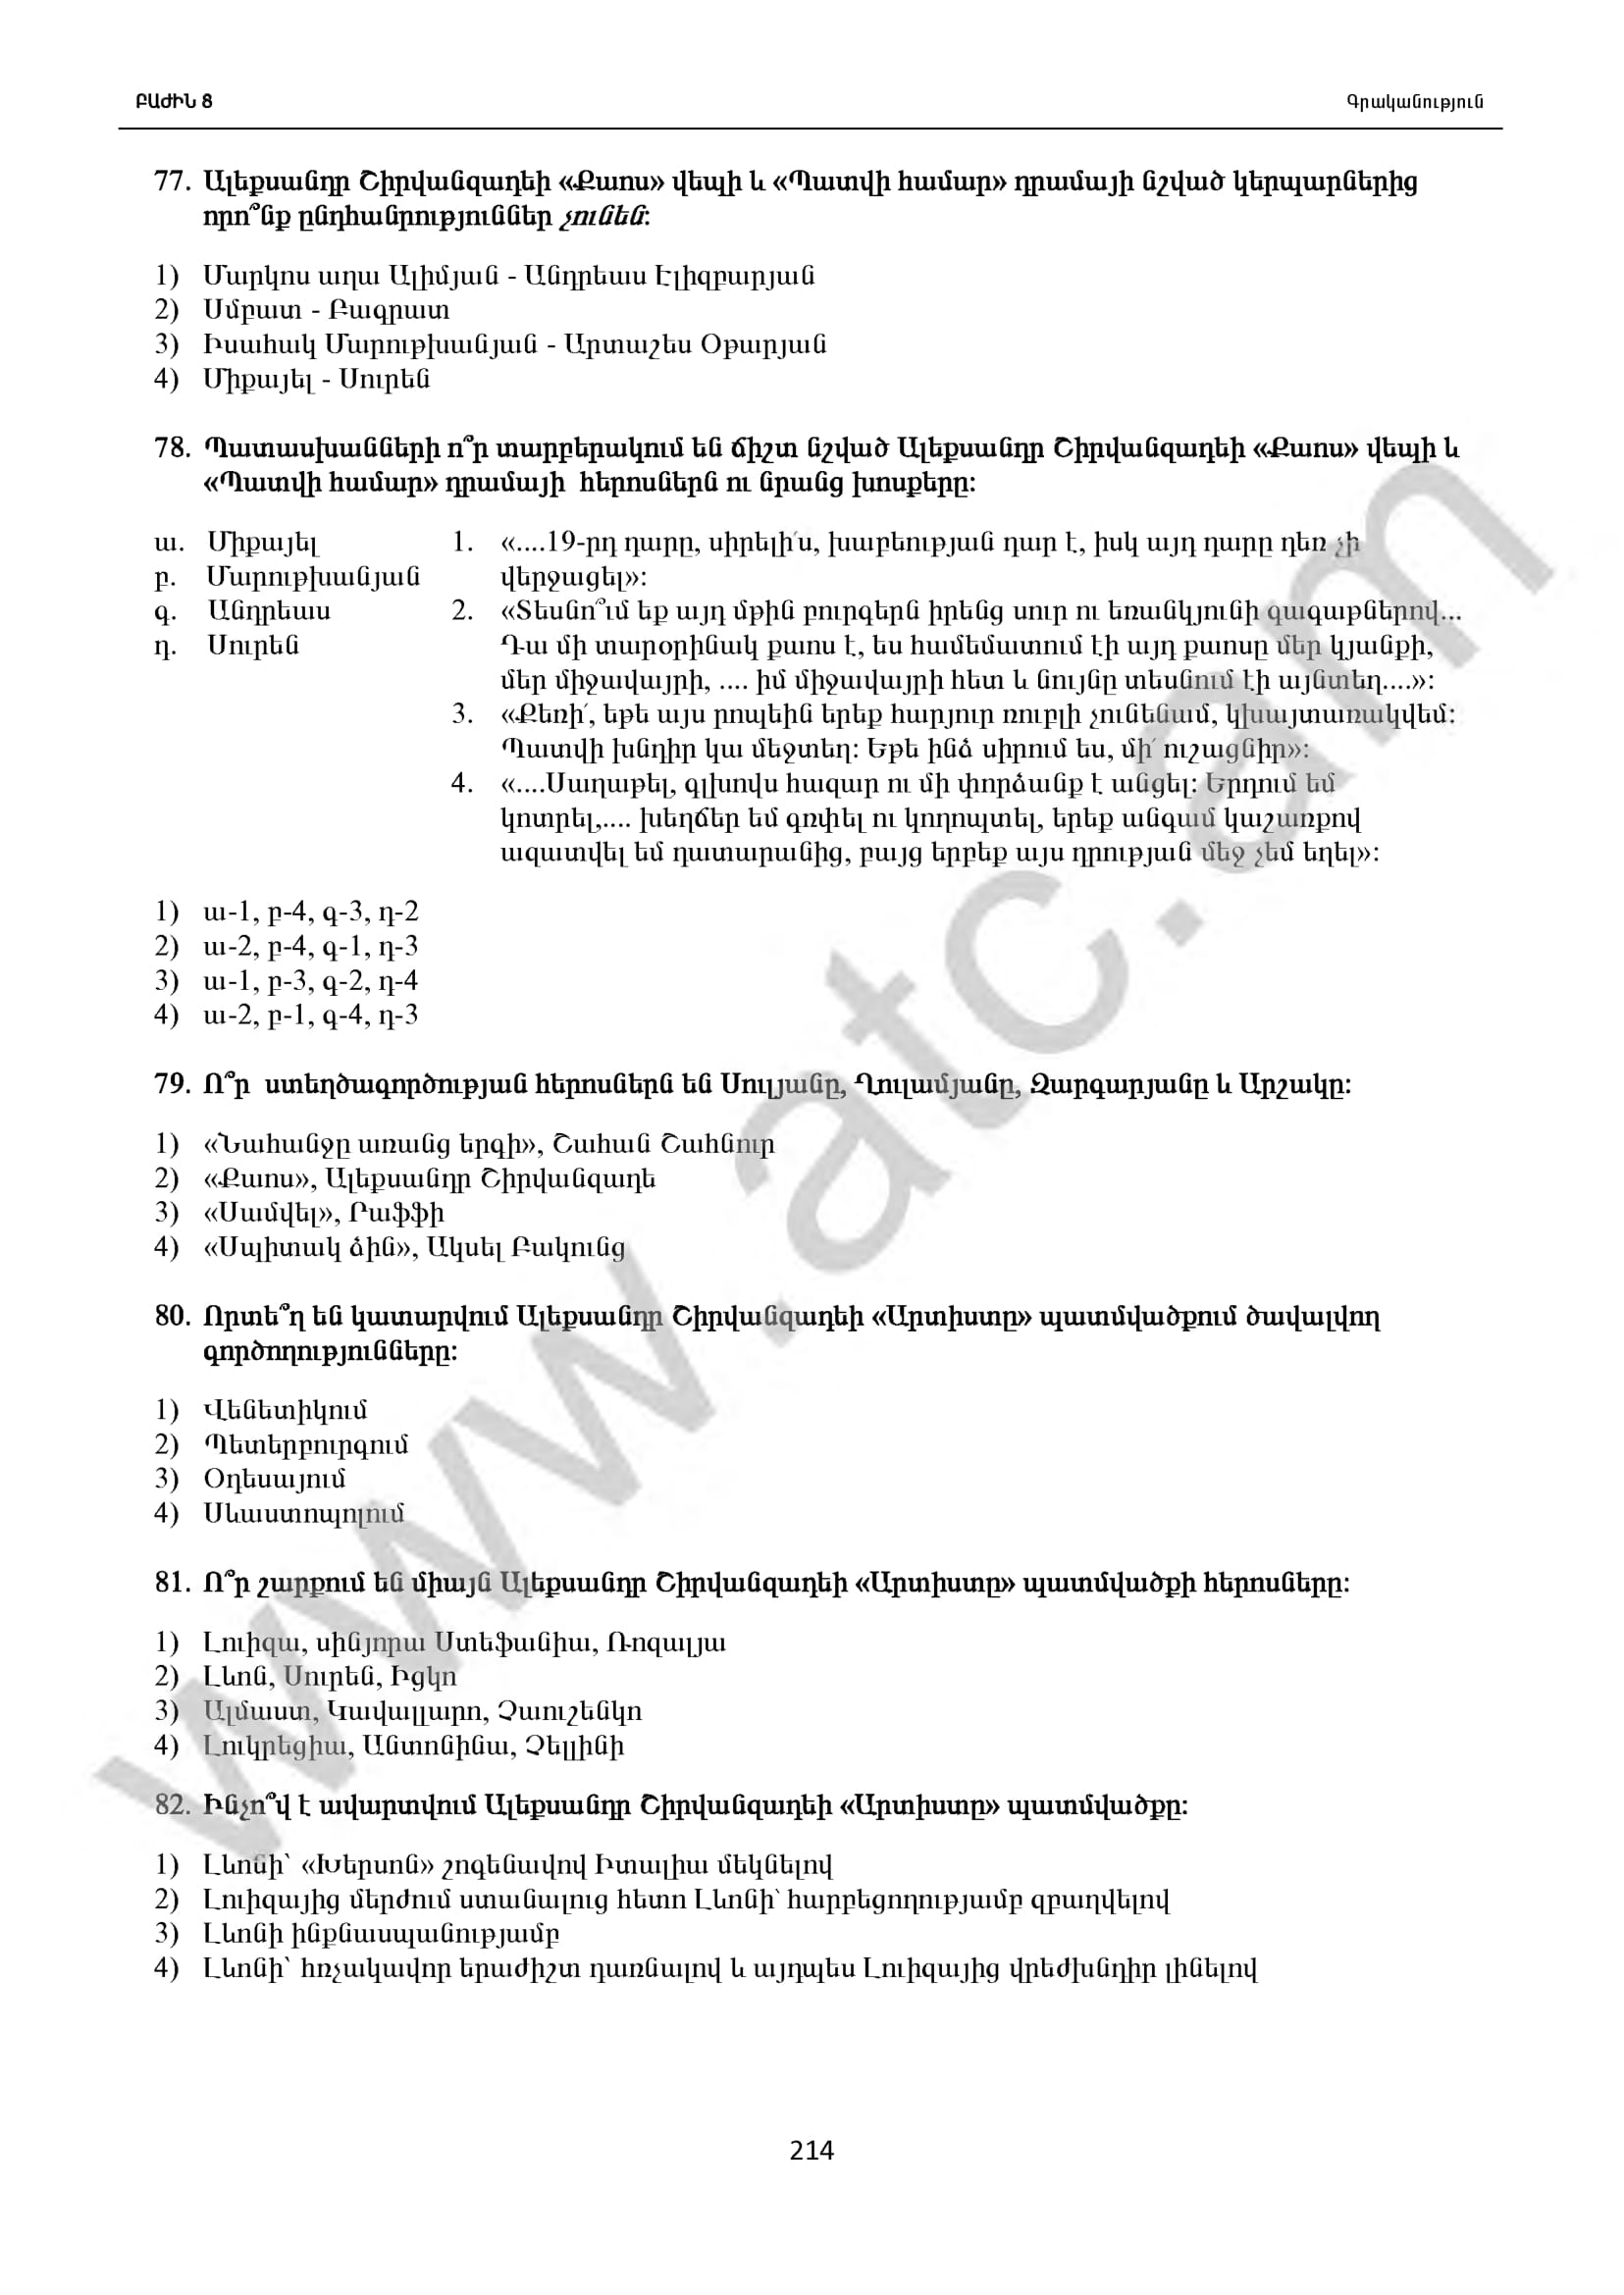 ԲԱԺԻՆ 8 Գրականություն
77. Ալեքսանդր Շիրվանզադեի «Քաոս» վեպի և «Պատվի համար» դրամայի նշված կերպարներից
որո՞նք ընդհանրություններ չունեն:
1) Մարկոս աղա Ալիմյան - Անդրեաս Էլիզբարյան
2) Սմբատ - Բագրատ
3) Իսահակ Մարութխանյան - Արտաշես Օթարյան
4) Միքայել - Սուրեն
78. Պատասխանների ո՞ր տարբերակում են ճիշտ նշված Ալեքսանդր Շիրվանզադեի «Քաոս» վեպի և
«Պատվի համար» դրամայի հերոսներն ու նրանց խոսքերը:
ա. Միքայել
բ. Մարութխանյան
գ. Անդրեաս
դ. Սուրեն
1. «....19-րդ դարը, սիրելի՛ս, խաբեության դար է, իսկ այդ դարը դեռ չի
վերջացել»:
2. «Տեսնո՞ւմ եք այդ մթին բուրգերն իրենց սուր ու եռանկյունի գագաթներով...
Դա մի տարօրինակ քաոս է, ես համեմատում էի այդ քաոսը մեր կյանքի,
մեր միջավայրի, .... իմ միջավայրի հետ և նույնը տեսնում էի այնտեղ....»:
3. «Քեռի՛, եթե այս րոպեին երեք հարյուր ռուբլի չունենամ, կխայտառակվեմ:
Պատվի խնդիր կա մեջտեղ: Եթե ինձ սիրում ես, մի՛ ուշացնիր»:
4. «....Սաղաթել, գլխովս հազար ու մի փորձանք է անցել: Երդում եմ
կոտրել,.... խեղճեր եմ զռփել ու կողոպտել, երեք անգամ կաշառքով
ազատվել եմ դատարանից, բայց երբեք այս դրության մեջ չեմ եղել»:
1) ա-1, բ-4, գ-3, դ-2
2) ա-2, բ-4, գ-1, դ-3
3) ա-1, բ-3, գ-2, դ-4
4) ա-2, բ-1, գ-4, դ-3
79. Ո՞ր ստեղծագործության հերոսներն են Սուլյանը, Ղուլամյանը, Զարգարյանը և Արշակը:
1) «Նահանջը առանց երգի», Շահան Շահնուր
2) «Քաոս», Ալեքսանդր Շիրվանզադե
3) «Սամվել», Րաֆֆի
4) «Սպիտակ ձին», Ակսել Բակունց
80. Որտե՞ղ են կատարվում Ալեքսանդր Շիրվանզադեի «Արտիստը» պատմվածքում ծավալվող
գործողությունները:
1) Վենետիկում
2) Պետերբուրգում
3) Օդեսայում
4) Սևաստոպոլում
81. Ո՞ր շարքում են միայն Ալեքսանդր Շիրվանզադեի «Արտիստը» պատմվածքի հերոսները:
1) Լուիզա, սինյորա Ստեֆանիա, Ռոզալյա
2) Լևոն, Սուրեն, Իցկո
3) Ալմաստ, Կավալլարո, Չաուշենկո
4) Լուկրեցիա, Անտոնինա, Չելլինի
82. Ինչո՞վ է ավարտվում Ալեքսանդր Շիրվանզադեի «Արտիստը» պատմվածքը:
1) Լևոնի՝ «Խերսոն» շոգենավով Իտալիա մեկնելով
2) Լուիզայից մերժում ստանալուց հետո Լևոնի՝ հարբեցողությամբ զբաղվելով
3) Լևոնի ինքնասպանությամբ
4) Լևոնի՝ հռչակավոր երաժիշտ դառնալով և այդպես Լուիզայից վրեժխնդիր լինելով
www.atc.am
214